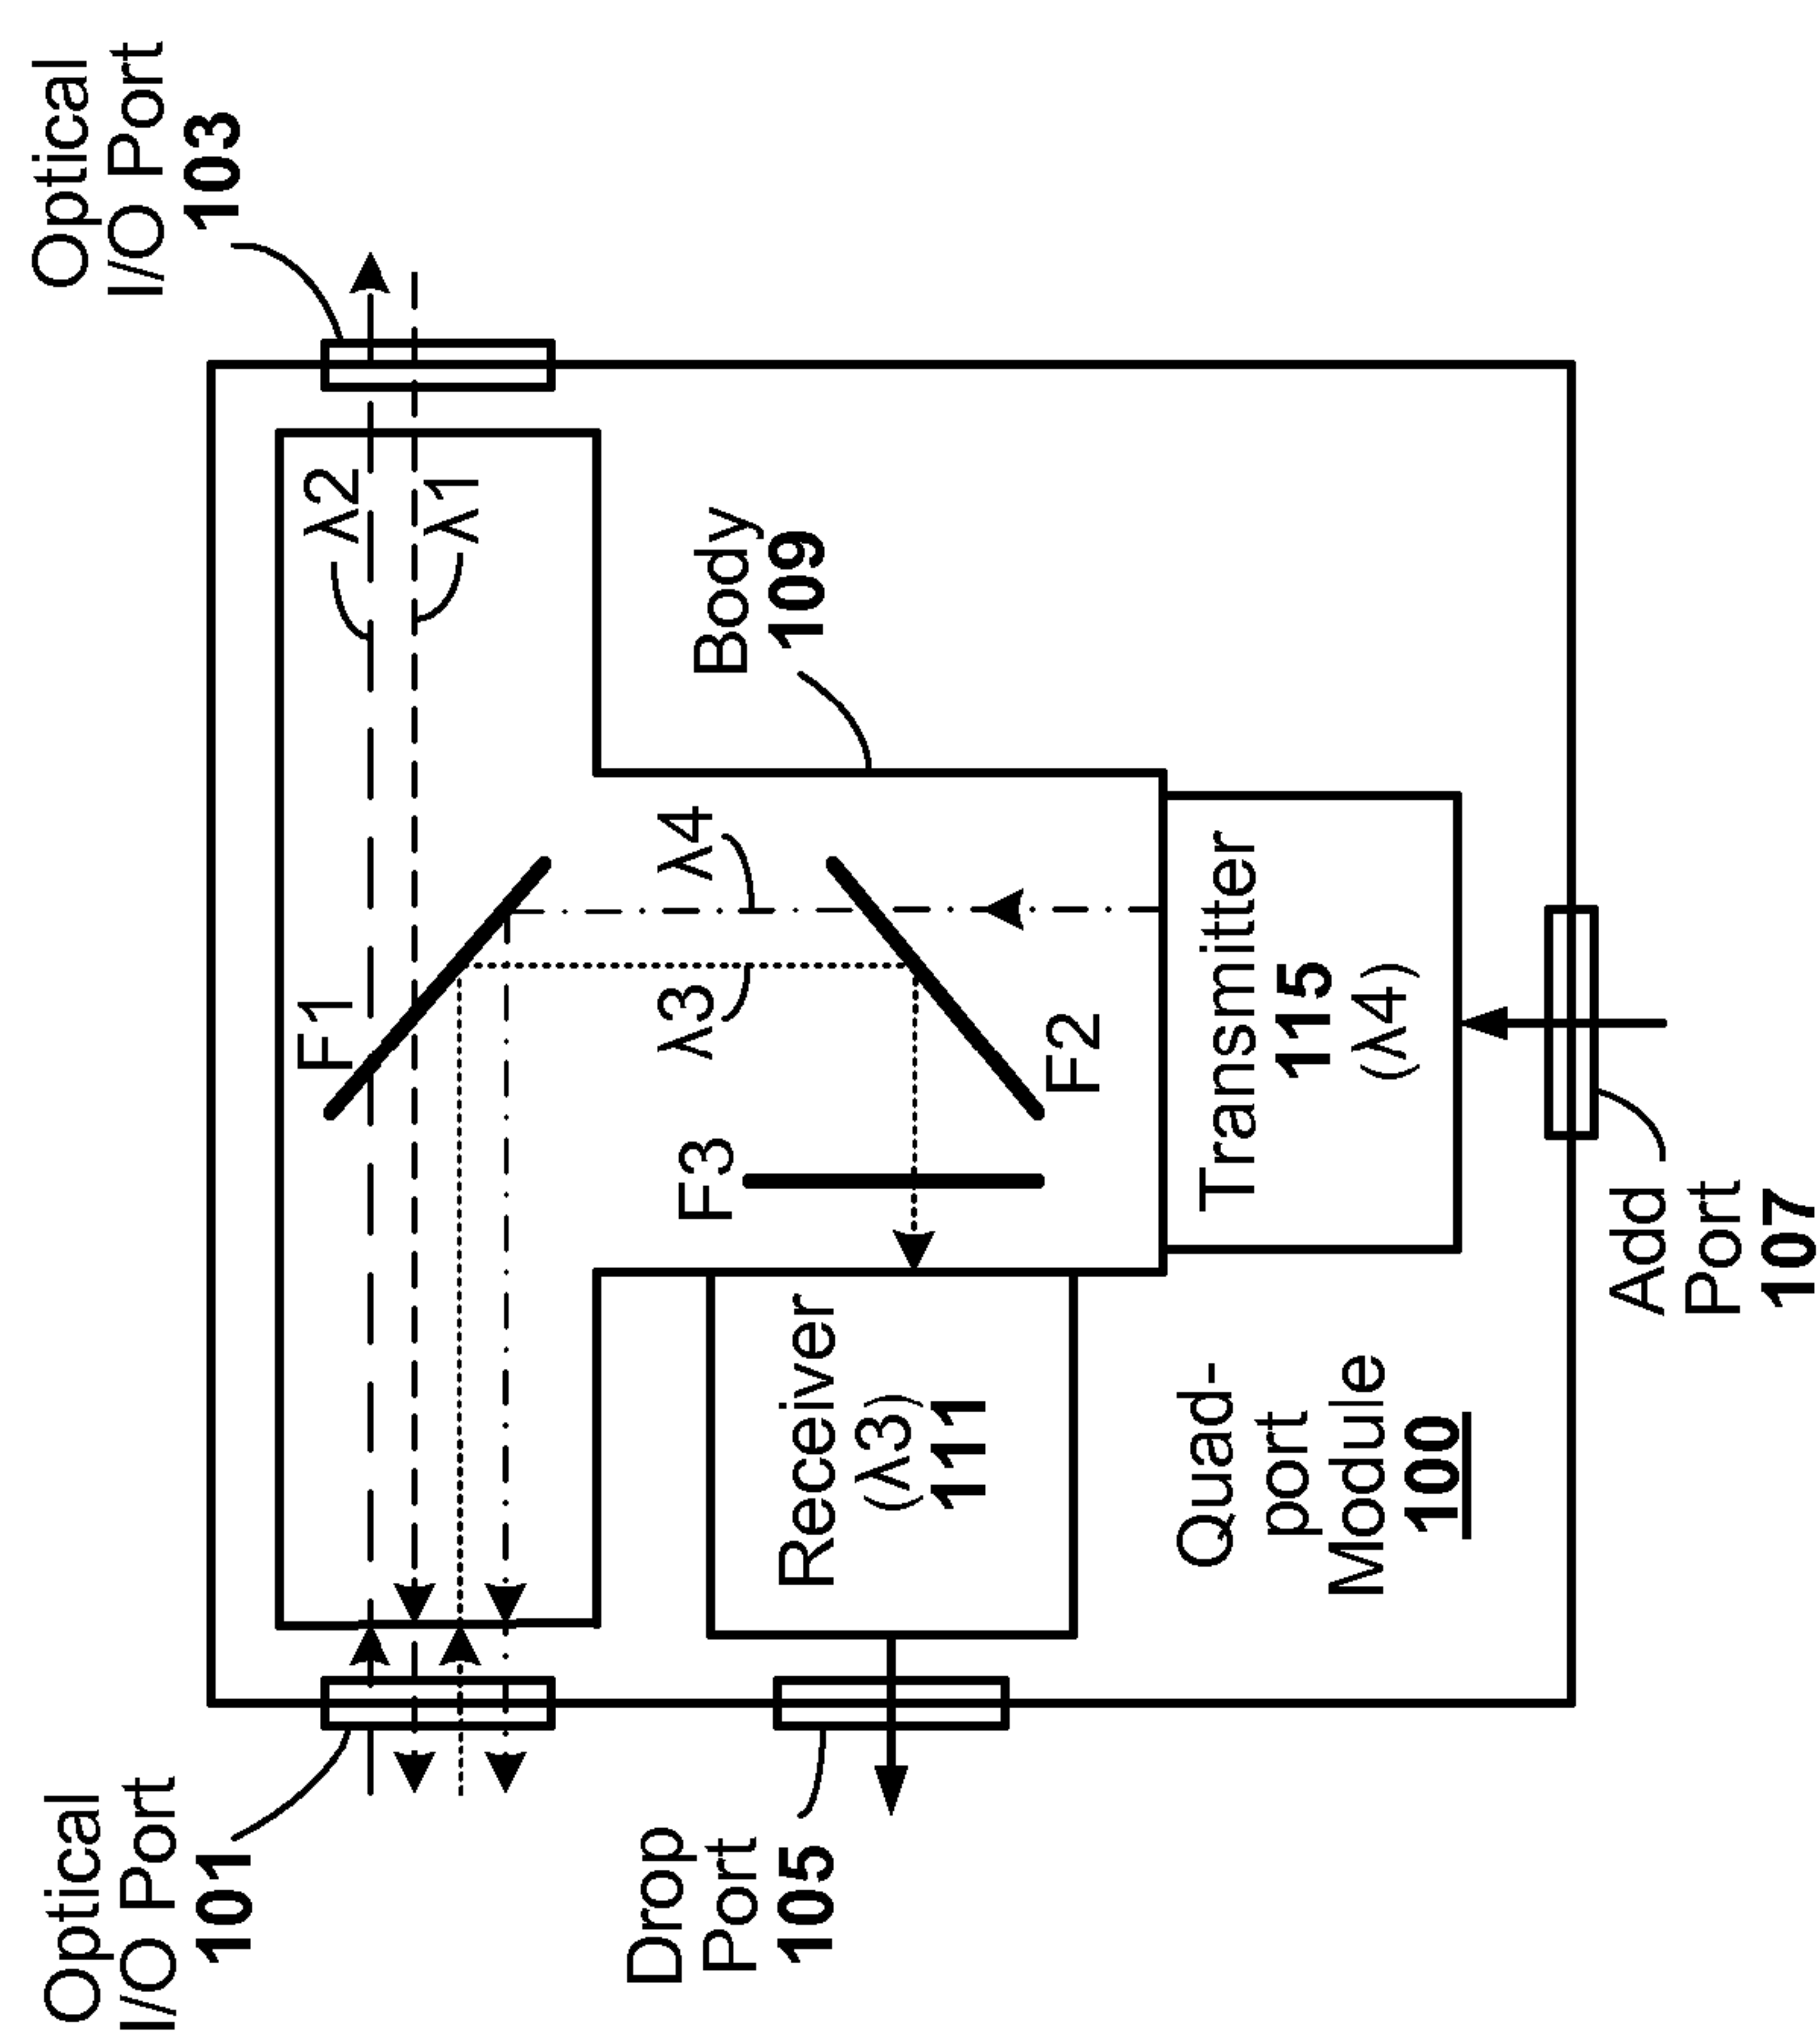 Optical
I/O Port
101
Optical
I/O Port
103
λ2
λ1
F1
λ4
λ3
F2
F3
Body
109
Receiver
(λ3)
111
Transmitter
115
(λ4)
Drop
Port
105
Quad-
port
Module
100
Add
Port
107